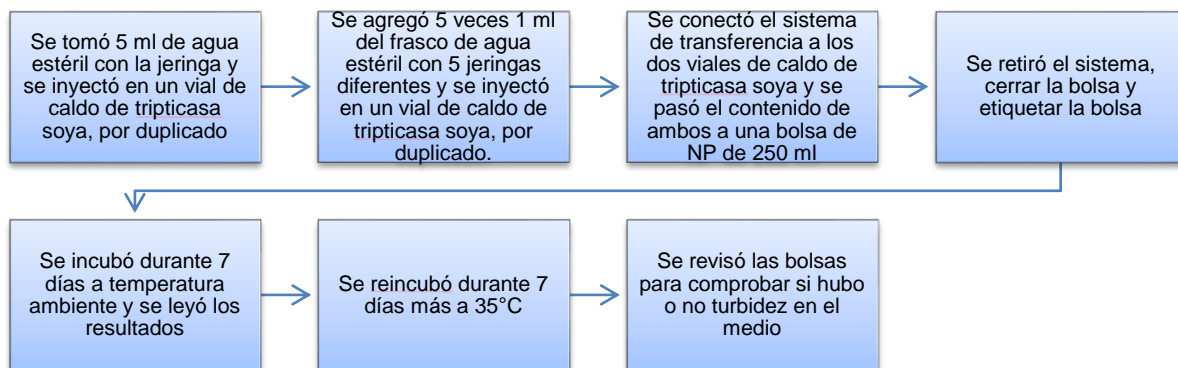 Se tomó 5 ml de agua
estéril con la jeringa y
se inyectó en un vial de
caldo de tripticasa
soya, por duplicado
Se agregó 5 veces 1 ml
del frasco de agua
estéril con 5 jeringas
diferentes y se inyectó
en un vial de caldo de
tripticasa soya, por
duplicado.
Se conectó el sistema
de transferencia a los
dos viales de caldo de
tripticasa soya y se
pasó el contenido de
ambos a una bolsa de
NP de 250 ml
Se retiró el sistema,
cerrar la bolsa y
etiquetar la bolsa
Se incubó durante 7
días a temperatura
ambiente y se leyó los
resultados
Se reincubó durante 7
días más a 35°C
Se revisó las bolsas
para comprobar si hubo
o no turbidez en el
medio